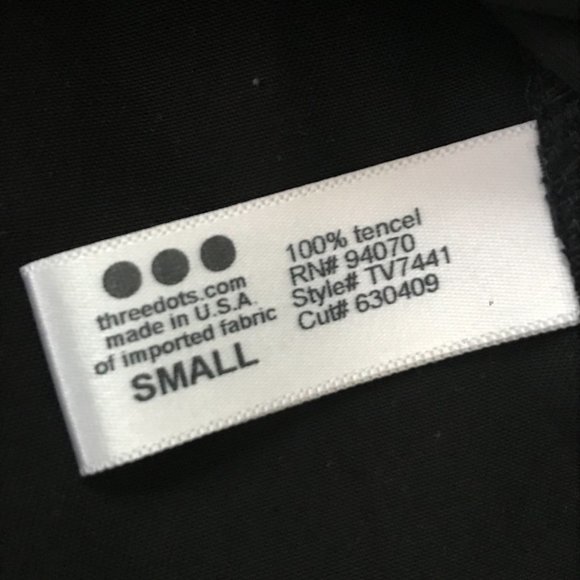 threedots.com
made in U.S.A.
of imported fabric
SMALL
100% tencel
RN# 94070
Style# TV7441
Cut# 630409